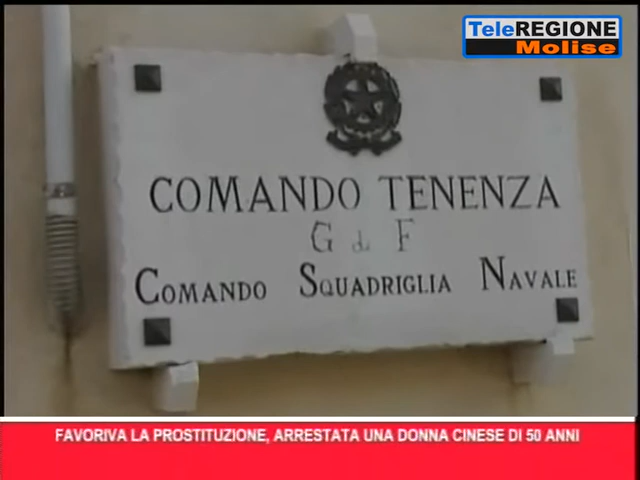 TeleREGIONE
Molise
COMANDO TENENZA
G di F
COMANDO SQUADRIGLIA NAVALE
FAVORIVA LA PROSTITUZIONE, ARRESTATA UNA DONNA CINESE DI 50 ANNI